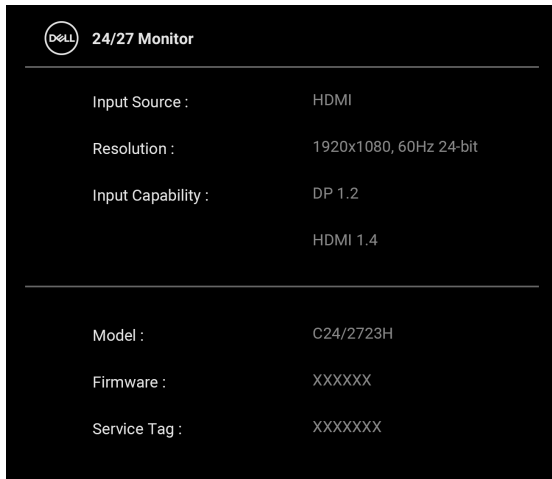 DELL 24/27 Monitor
Input Source : HDMI
Resolution : 1920x1080, 60Hz 24-bit
Input Capability : DP 1.2
HDMI 1.4
Model : C24/2723H
Firmware : XXXXXX
Service Tag : XXXXXXX